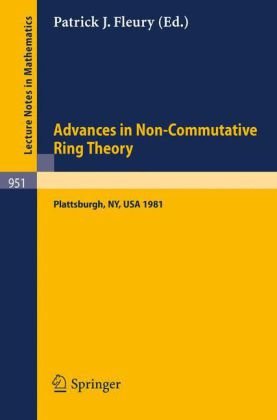 Patrick J. Fleury (Ed.)
Lecture Notes in Mathematics
Advances in Non-Commutative
Ring Theory
951
Plattsburgh, NY, USA 1981
Springer